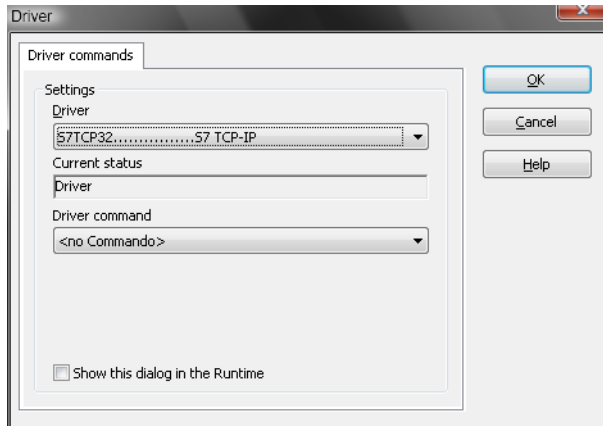 Driver
Driver commands
Settings
Driver
S7TCP32................S7 TCP-IP
Current status
Driver
Driver command
<no Commando>
Show this dialog in the Runtime
OK
Cancel
Help